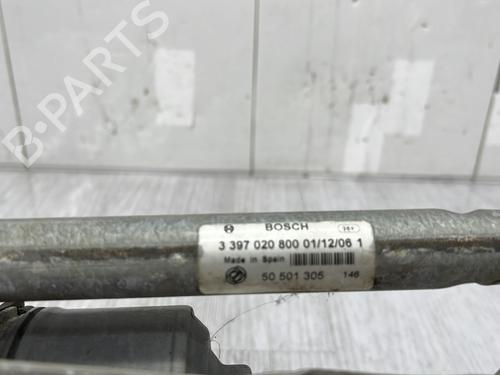 B-PARTS
BOSCH
3 397 020 800 01/12/06 1
Made in Spain
50 501 305 146